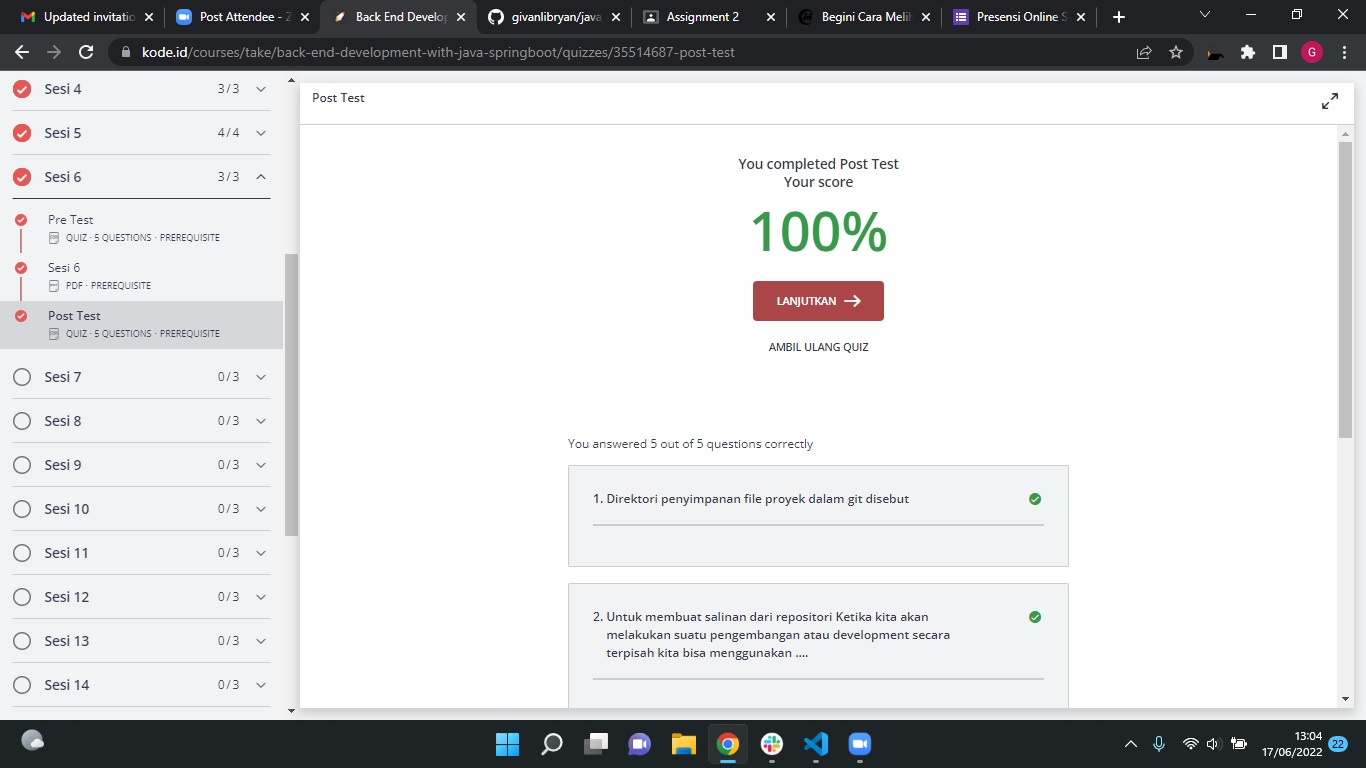 Updated invitatio
Post Attendee - Z
Back End Develop
givanlibryan/java
Assignment 2
Begini Cara Melih
Presensi Online S
kode.id/courses/take/back-end-development-with-java-springboot/quizzes/35514687-post-test
G
Sesi 4 3 / 3
Sesi 5 4 / 4
Sesi 6 3 / 3
Pre Test
QUIZ · 5 QUESTIONS · PREREQUISITE
Sesi 6
PDF · PREREQUISITE
Post Test
QUIZ · 5 QUESTIONS · PREREQUISITE
Sesi 7 0 / 3
Sesi 8 0 / 3
Sesi 9 0 / 3
Sesi 10 0 / 3
Sesi 11 0 / 3
Sesi 12 0 / 3
Sesi 13 0 / 3
Sesi 14 0 / 3
Post Test
You completed Post Test
Your score
100%
LANJUTKAN
AMBIL ULANG QUIZ
You answered 5 out of 5 questions correctly
1. Direktori penyimpanan file proyek dalam git disebut
2. Untuk membuat salinan dari repositori Ketika kita akan
melakukan suatu pengembangan atau development secara
terpisah kita bisa menggunakan ....
13:04
17/06/2022
22